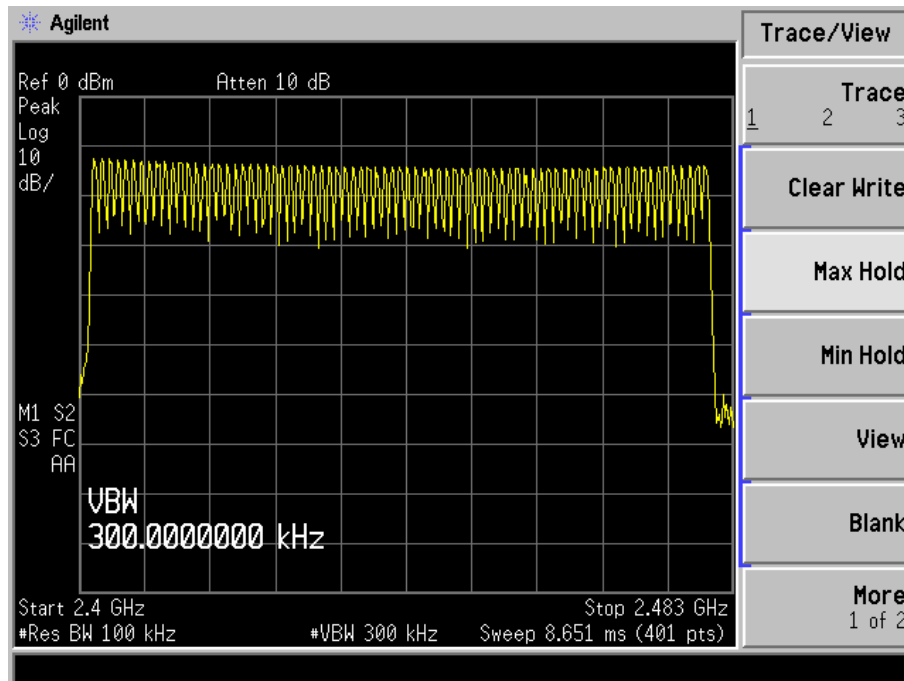 Agilent
Trace/View
Ref 0 dBm Atten 10 dB
Peak
Log
10
dB/
M1 S2
S3 FC
AA
VBW
300.0000000 kHz
Start 2.4 GHz Stop 2.483 GHz
#Res BW 100 kHz #VBW 300 kHz Sweep 8.651 ms (401 pts)
Trace
1 2 3
Clear Write
Max Hold
Min Hold
View
Blank
More
1 of 2